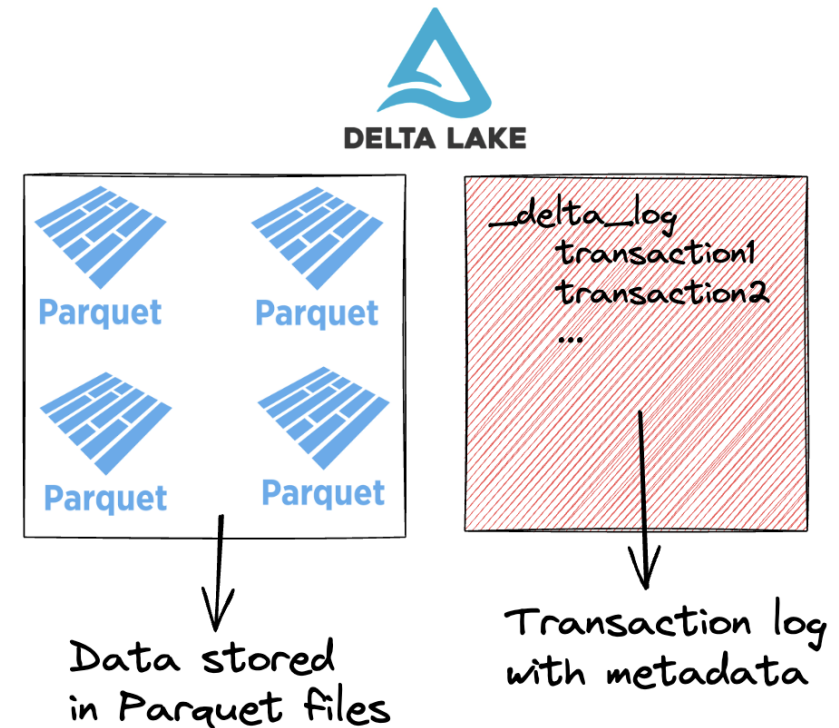 DELTA LAKE
Parquet
Parquet
Parquet
Parquet
_delta_log
transaction1
transaction2
...
Data stored
in Parquet files
Transaction log
with metadata